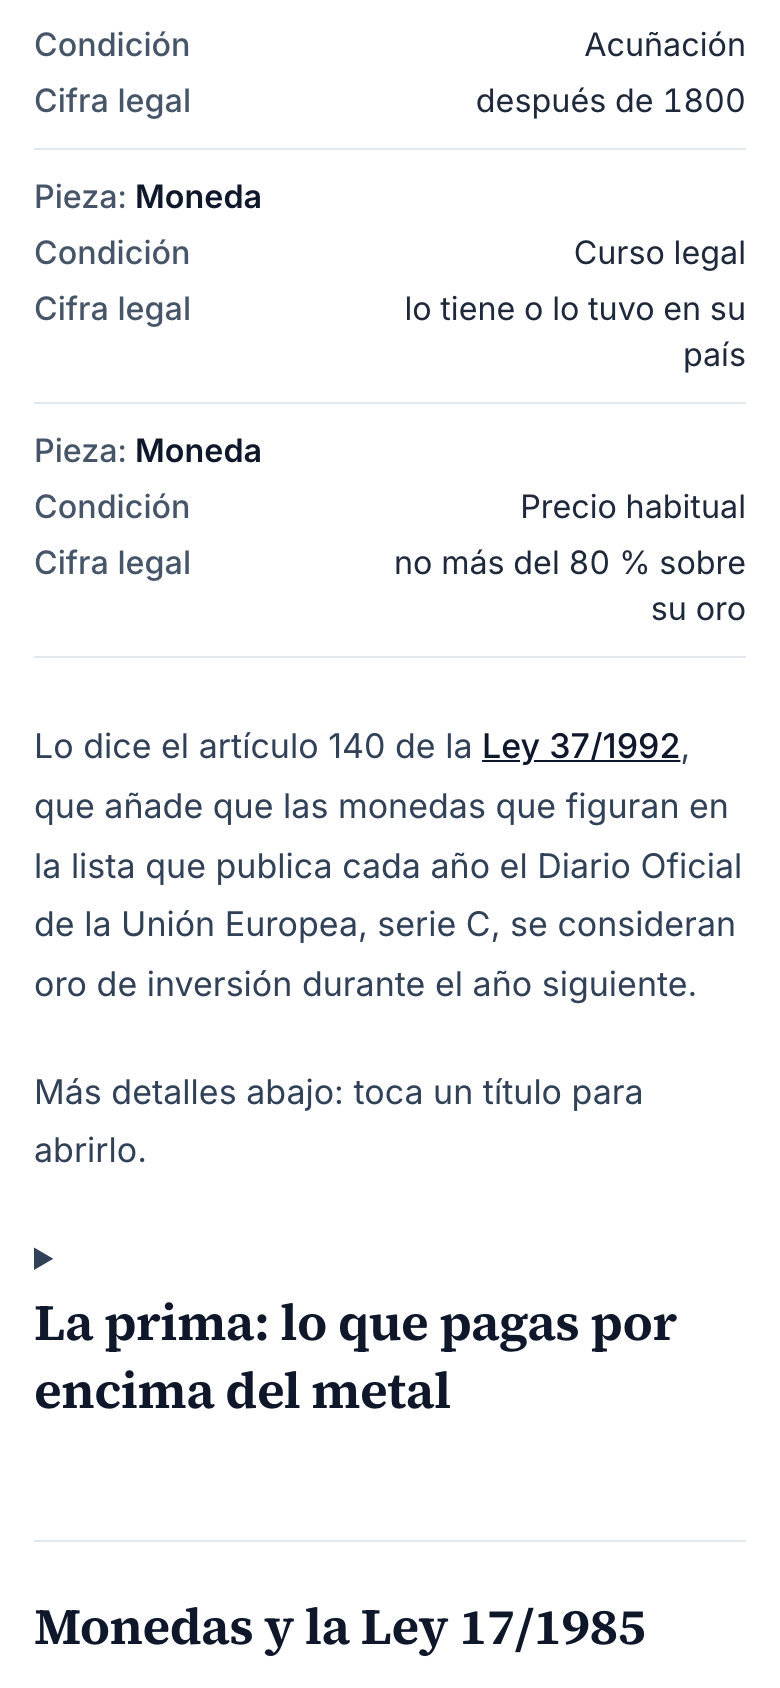 Condición Acuñación
Cifra legal después de 1800
Pieza: Moneda
Condición Curso legal
Cifra legal lo tiene o lo tuvo en su
país
Pieza: Moneda
Condición Precio habitual
Cifra legal no más del 80 % sobre
su oro
Lo dice el artículo 140 de la Ley 37/1992,
que añade que las monedas que figuran en
la lista que publica cada año el Diario Oficial
de la Unión Europea, serie C, se consideran
oro de inversión durante el año siguiente.
Más detalles abajo: toca un título para
abrirlo.
La prima: lo que pagas por
encima del metal
Monedas y la Ley 17/1985